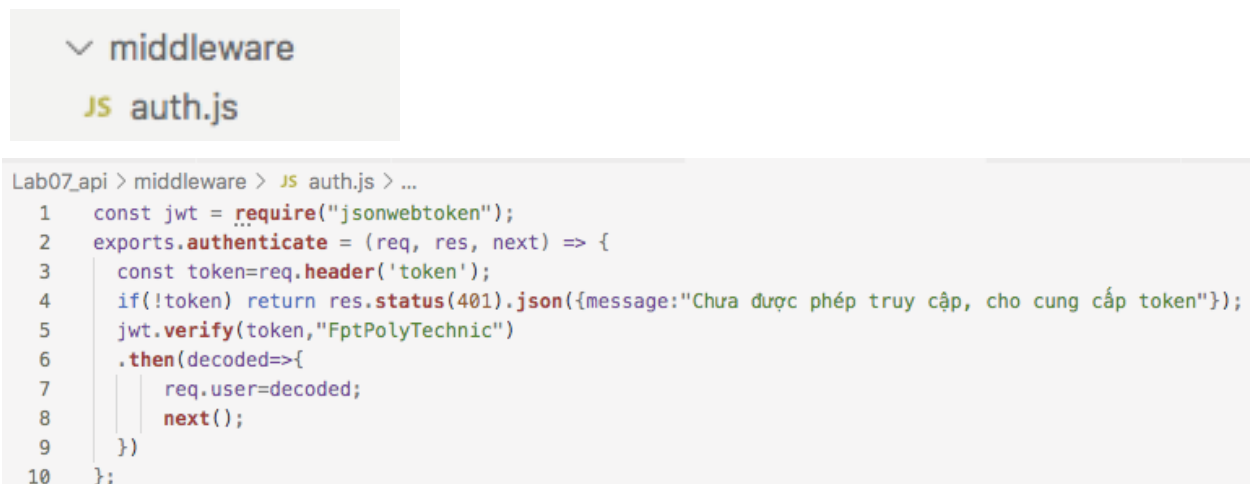 middleware
JS auth.js
Lab07_api > middleware > JS auth.js > ...
1 const jwt = require("jsonwebtoken");
2 exports.authenticate = (req, res, next) => {
3 const token=req.header('token');
4 if(!token) return res.status(401).json({message:"Chưa được phép truy cập, cho cung cấp token"});
5 jwt.verify(token,"FptPolyTechnic")
6 .then(decoded=>{
7 req.user=decoded;
8 next();
9 })
10 };